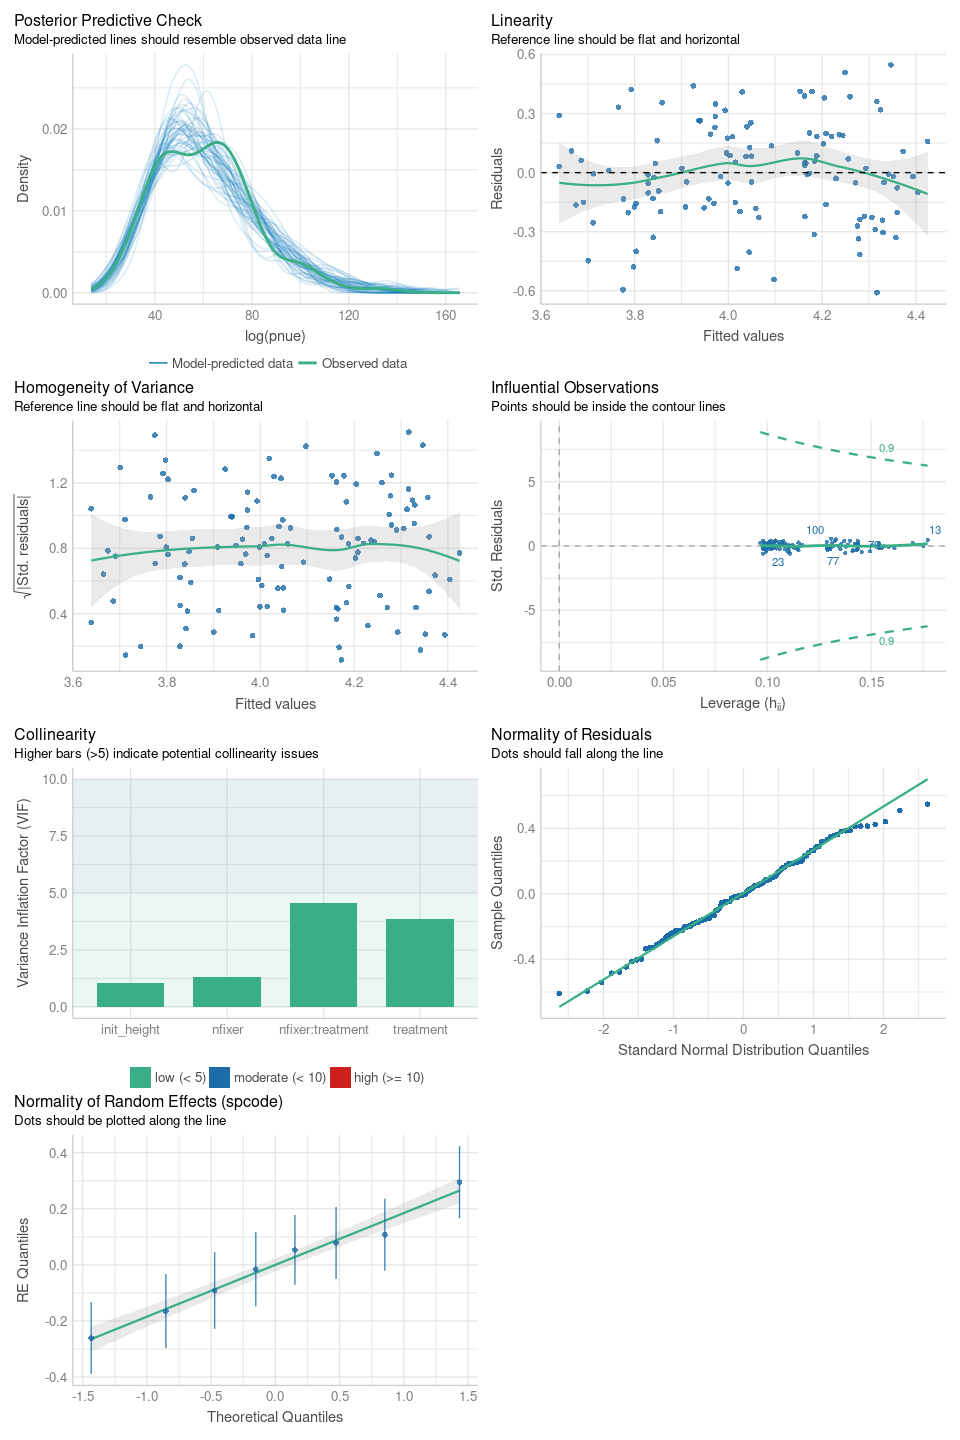 Posterior Predictive Check
Model-predicted lines should resemble observed data line
Density
0.02
0.01
0.00
40 80 120 160
log(pnue)
Model-predicted data Observed data
Linearity
Reference line should be flat and horizontal
Residuals
0.6
0.3
0.0
-0.3
-0.6
3.6 3.8 4.0 4.2 4.4
Fitted values
Homogeneity of Variance
Reference line should be flat and horizontal
√|Std. residuals|
1.2
0.8
0.4
3.6 3.8 4.0 4.2 4.4
Fitted values
Influential Observations
Points should be inside the contour lines
Std. Residuals
5
0
-5
0.9
100 13
23 77
0.9
0.00 0.05 0.10 0.15
Leverage (hii)
Collinearity
Higher bars (>5) indicate potential collinearity issues
Variance Inflation Factor (VIF)
10.0
7.5
5.0
2.5
0.0
init_height nfixer nfixer:treatment treatment
low (< 5) moderate (< 10) high (>= 10)
Normality of Residuals
Dots should fall along the line
Sample Quantiles
0.4
0.0
-0.4
-2 -1 0 1 2
Standard Normal Distribution Quantiles
Normality of Random Effects (spcode)
Dots should be plotted along the line
RE Quantiles
0.4
0.2
0.0
-0.2
-0.4
-1.5 -1.0 -0.5 0.0 0.5 1.0 1.5
Theoretical Quantiles